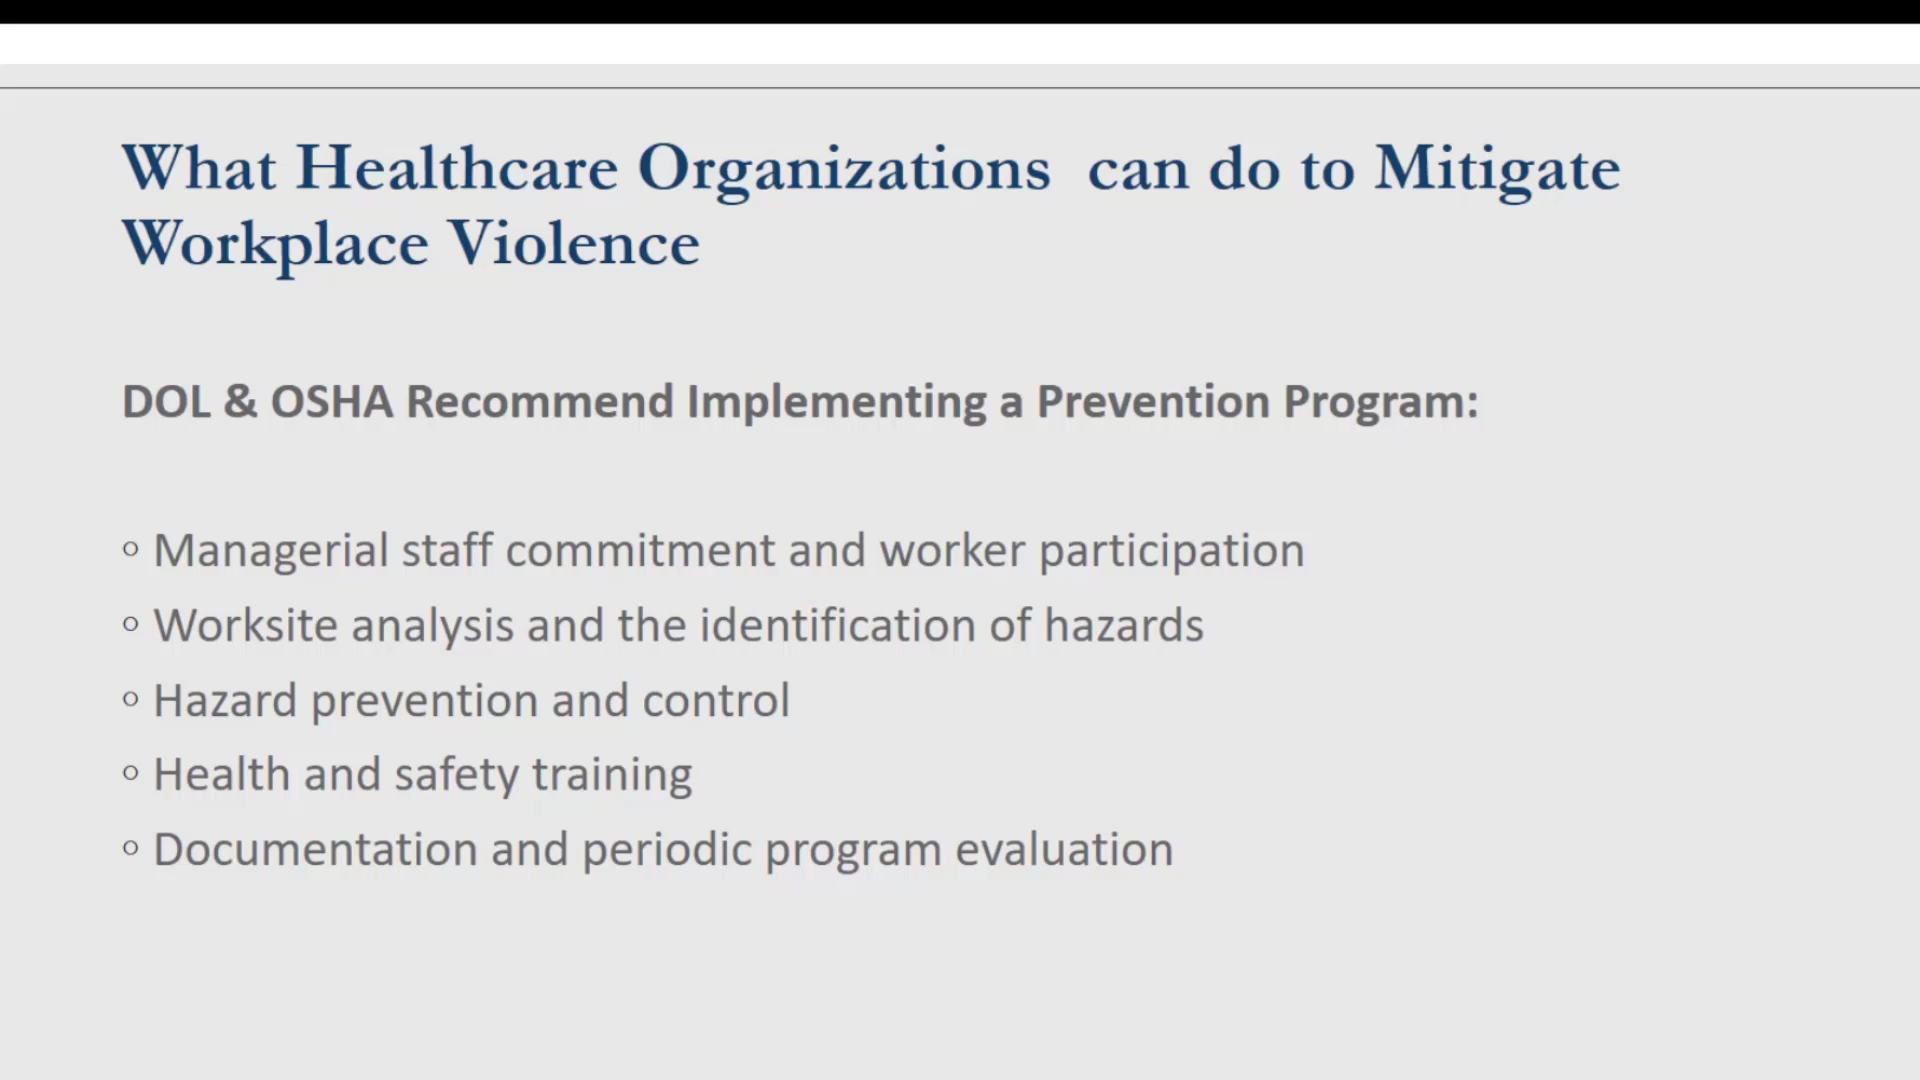 What Healthcare Organizations  can do to Mitigate
Workplace Violence
DOL & OSHA Recommend Implementing a Prevention Program:
◦ Managerial staff commitment and worker participation
◦ Worksite analysis and the identification of hazards
◦ Hazard prevention and control
◦ Health and safety training
◦ Documentation and periodic program evaluation